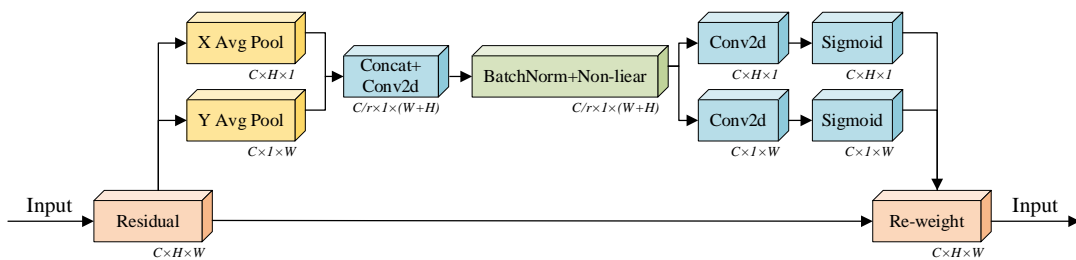 X Avg Pool
C×H×1
Y Avg Pool
C×1×W
Concat+
Conv2d
C/r×1×(W+H)
BatchNorm+Non-liear
C/r×1×(W+H)
Conv2d
C×H×1
Sigmoid
C×H×1
Conv2d
C×1×W
Sigmoid
C×1×W
Input
Residual
C×H×W
Re-weight
C×H×W
Input